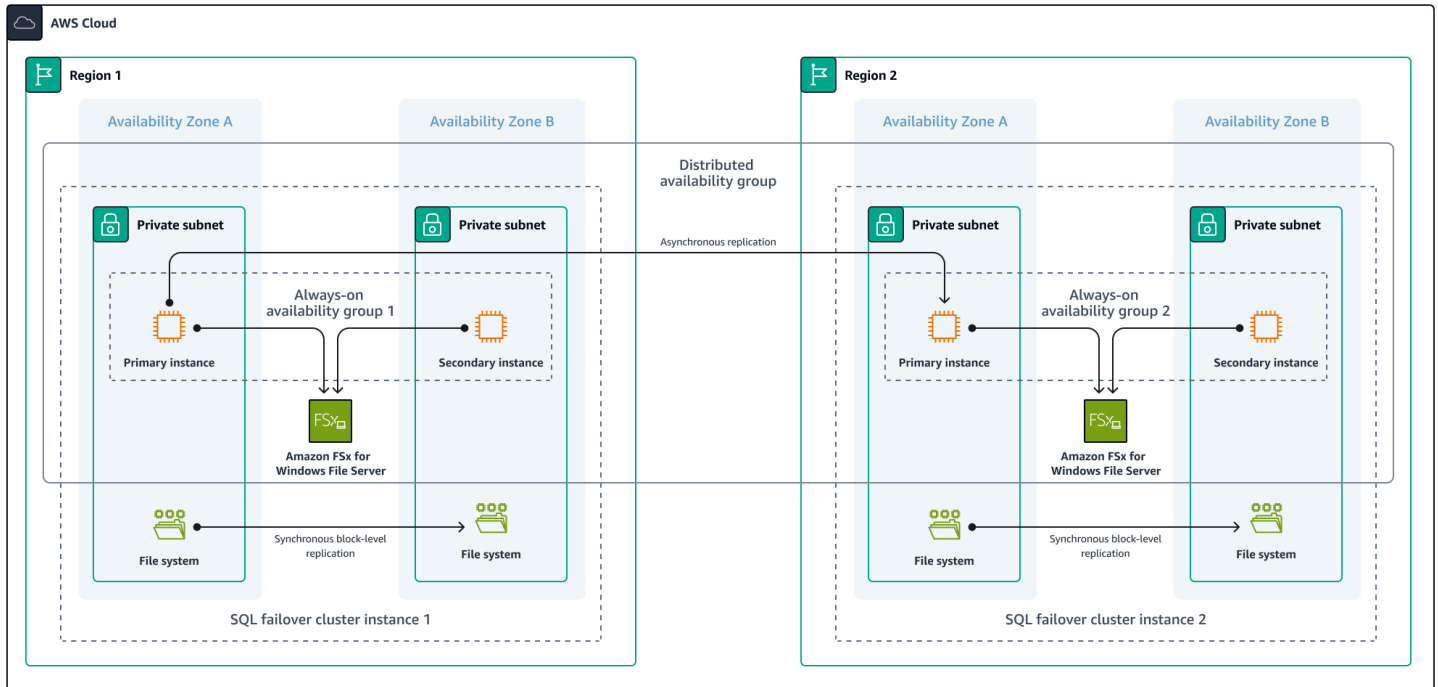 AWS Cloud
Region 1
Region 2
Availability Zone A
Availability Zone B
Availability Zone A
Availability Zone B
Distributed
availability group
Private subnet
Private subnet
Private subnet
Private subnet
Asynchronous replication
Always-on
availability group 1
Always-on
availability group 2
Primary instance
Secondary instance
Primary instance
Secondary instance
FSx
FSx
Amazon FSx for
Windows File Server
Amazon FSx for
Windows File Server
Synchronous block-level
replication
Synchronous block-level
replication
File system
File system
File system
File system
SQL failover cluster instance 1
SQL failover cluster instance 2